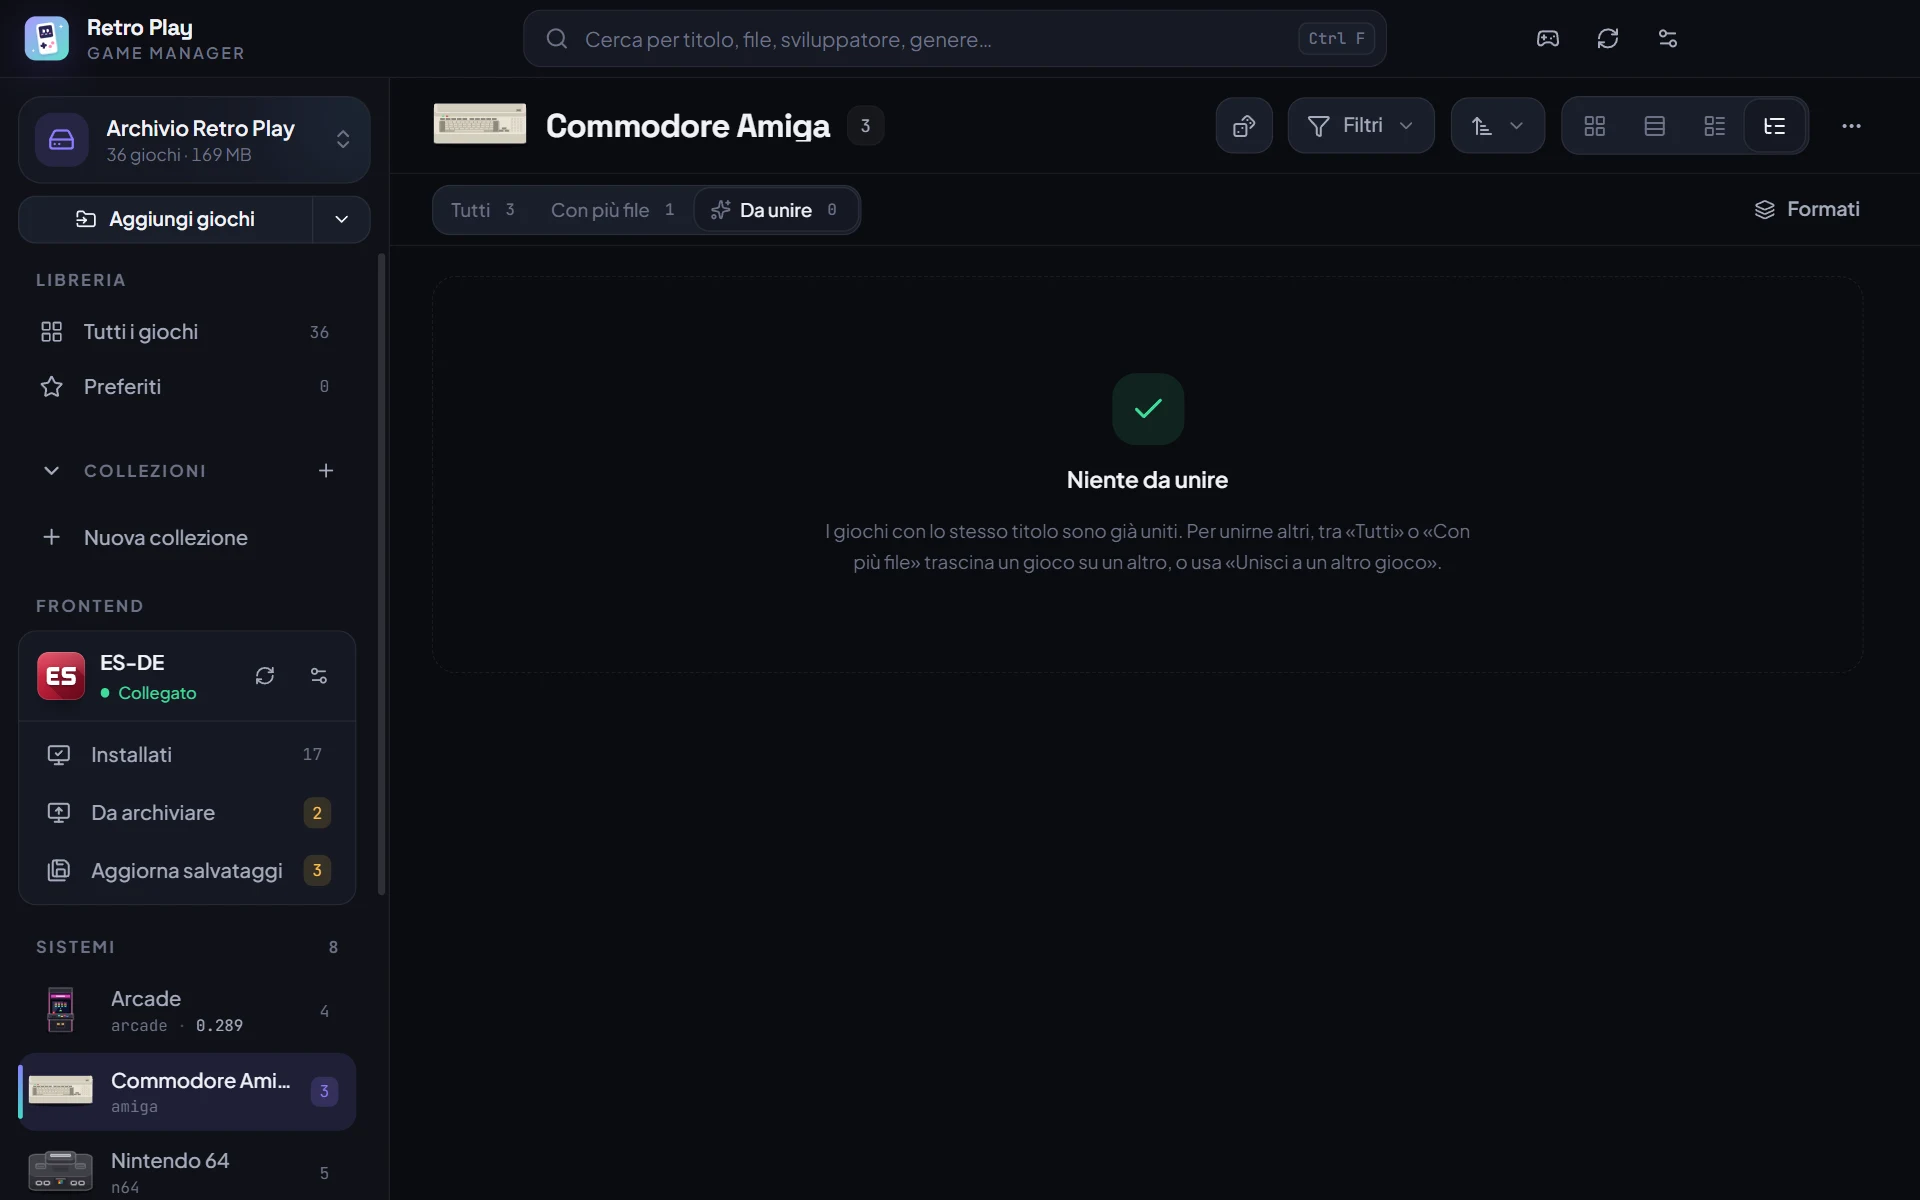 Retro Play
GAME MANAGER
Cerca per titolo, file, sviluppatore, genere...
Ctrl F
Archivio Retro Play
36 giochi · 169 MB
Aggiungi giochi
LIBRERIA
Tutti i giochi 36
Preferiti 0
COLLEZIONI
Nuova collezione
FRONTEND
ES
ES-DE
Collegato
Installati 17
Da archiviare 2
Aggiorna salvataggi 3
SISTEMI 8
Arcade
arcade · 0.289
4
Commodore Ami...
amiga
3
Nintendo 64
n64
5
Commodore Amiga 3
Filtri
Tutti 3
Con più file 1
Da unire 0
Formati
Niente da unire
I giochi con lo stesso titolo sono già uniti. Per unirne altri, tra «Tutti» o «Con
più file» trascina un gioco su un altro, o usa «Unisci a un altro gioco».